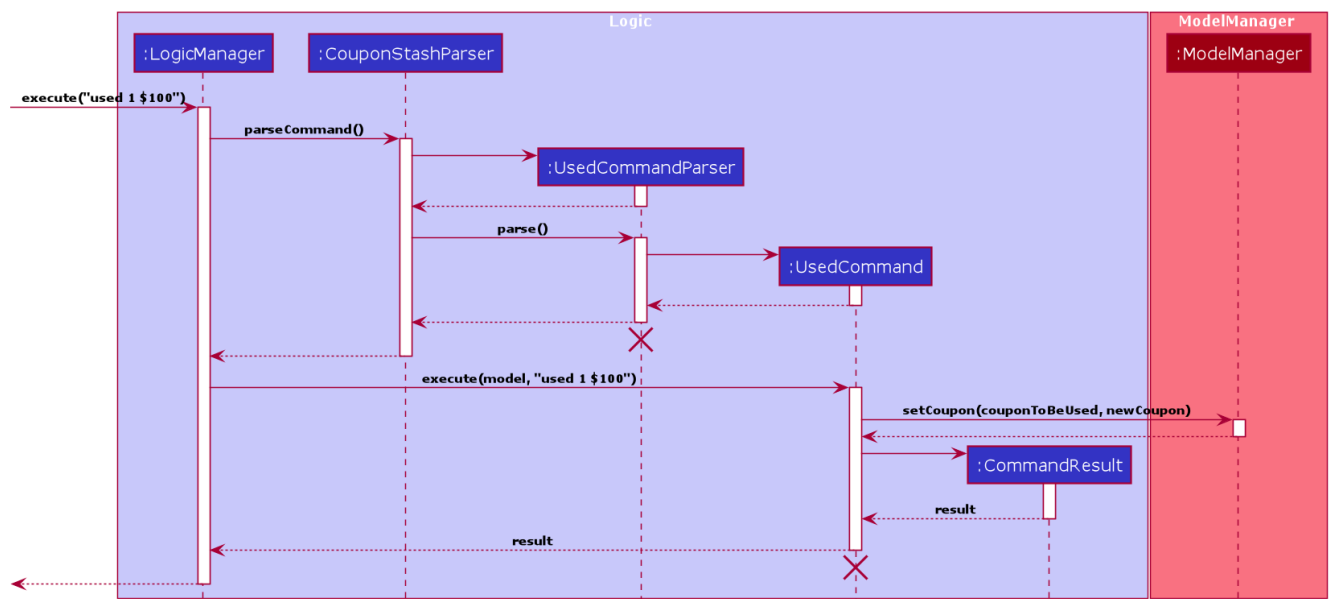 Logic
ModelManager
:LogicManager
:CouponStashParser
:ModelManager
execute("used 1 $100")
parseCommand()
:UsedCommandParser
parse()
:UsedCommand
execute(model, "used 1 $100")
setCoupon(couponToBeUsed, newCoupon)
:CommandResult
result
result